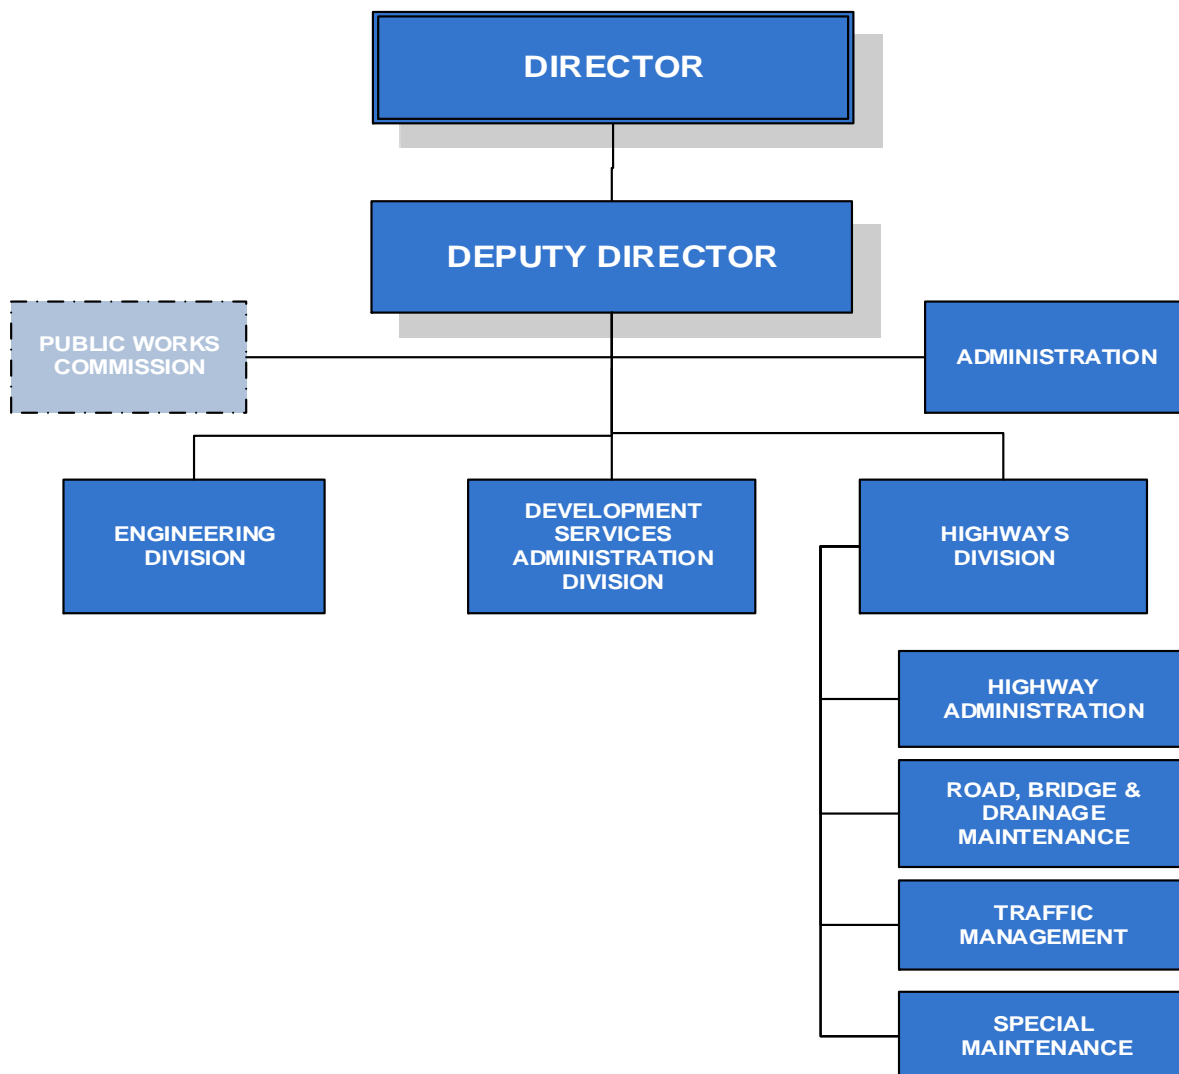 DIRECTOR
DEPUTY DIRECTOR
PUBLIC WORKS
COMMISSION
ADMINISTRATION
ENGINEERING
DIVISION
DEVELOPMENT
SERVICES
ADMINISTRATION
DIVISION
HIGHWAYS
DIVISION
HIGHWAY
ADMINISTRATION
ROAD, BRIDGE &
DRAINAGE
MAINTENANCE
TRAFFIC
MANAGEMENT
SPECIAL
MAINTENANCE